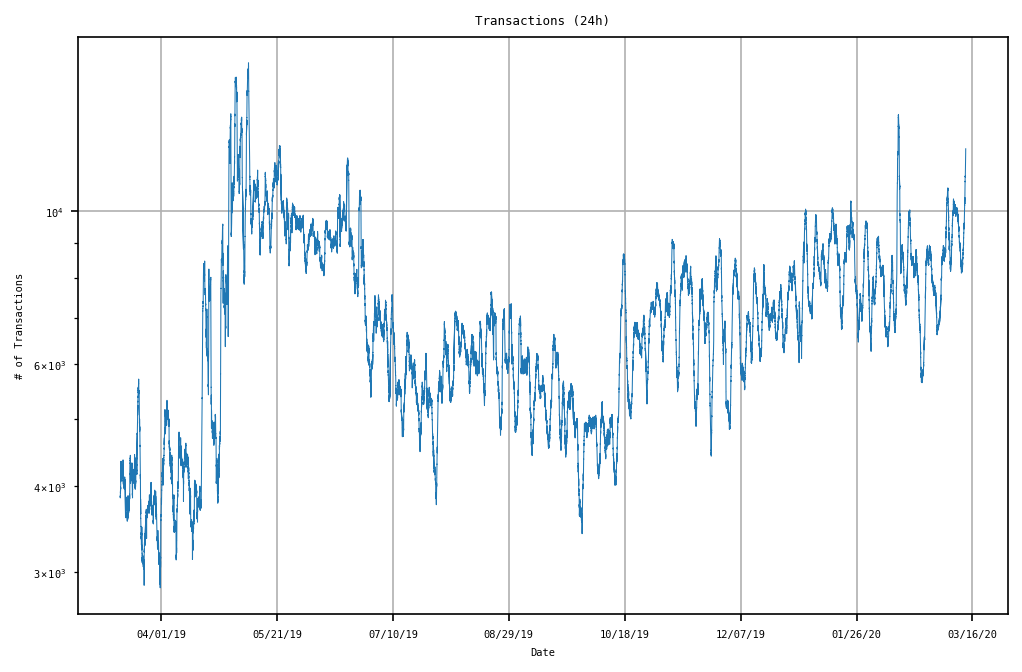 Transactions (24h)
# of Transactions
10⁴
6×10³
4×10³
3×10³
04/01/19 05/21/19 07/10/19 08/29/19 10/18/19 12/07/19 01/26/20 03/16/20
Date